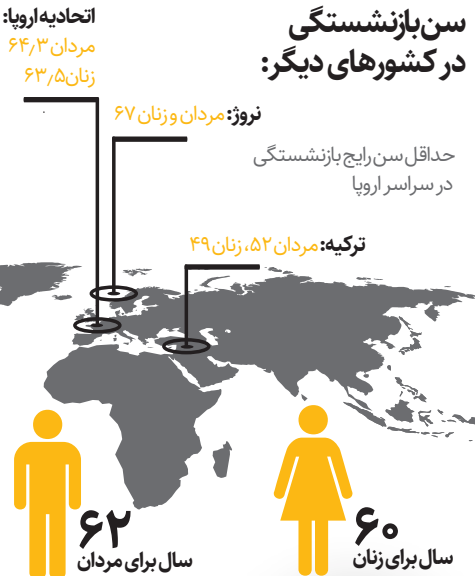 سن بازنشستگی
در کشورهای دیگر:
اتحادیه اروپا:
مردان ۶۴٫۳
زنان ۶۳٫۵
نروژ: مردان و زنان ۶۷
حداقل سن رایج بازنشستگی
در سراسر اروپا
ترکیه: مردان ۵۲، زنان ۴۹
۶۰
سال برای زنان
۶۲
سال برای مردان